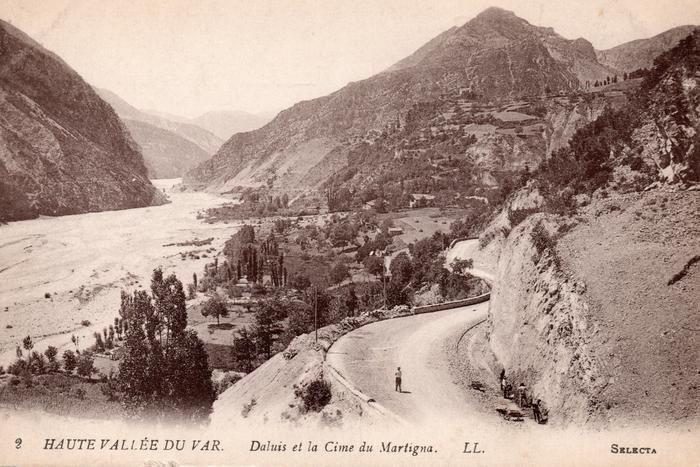 2 HAUTE VALLÉE DU VAR. Daluis et la Cime du Martigna. LL. SELECTA